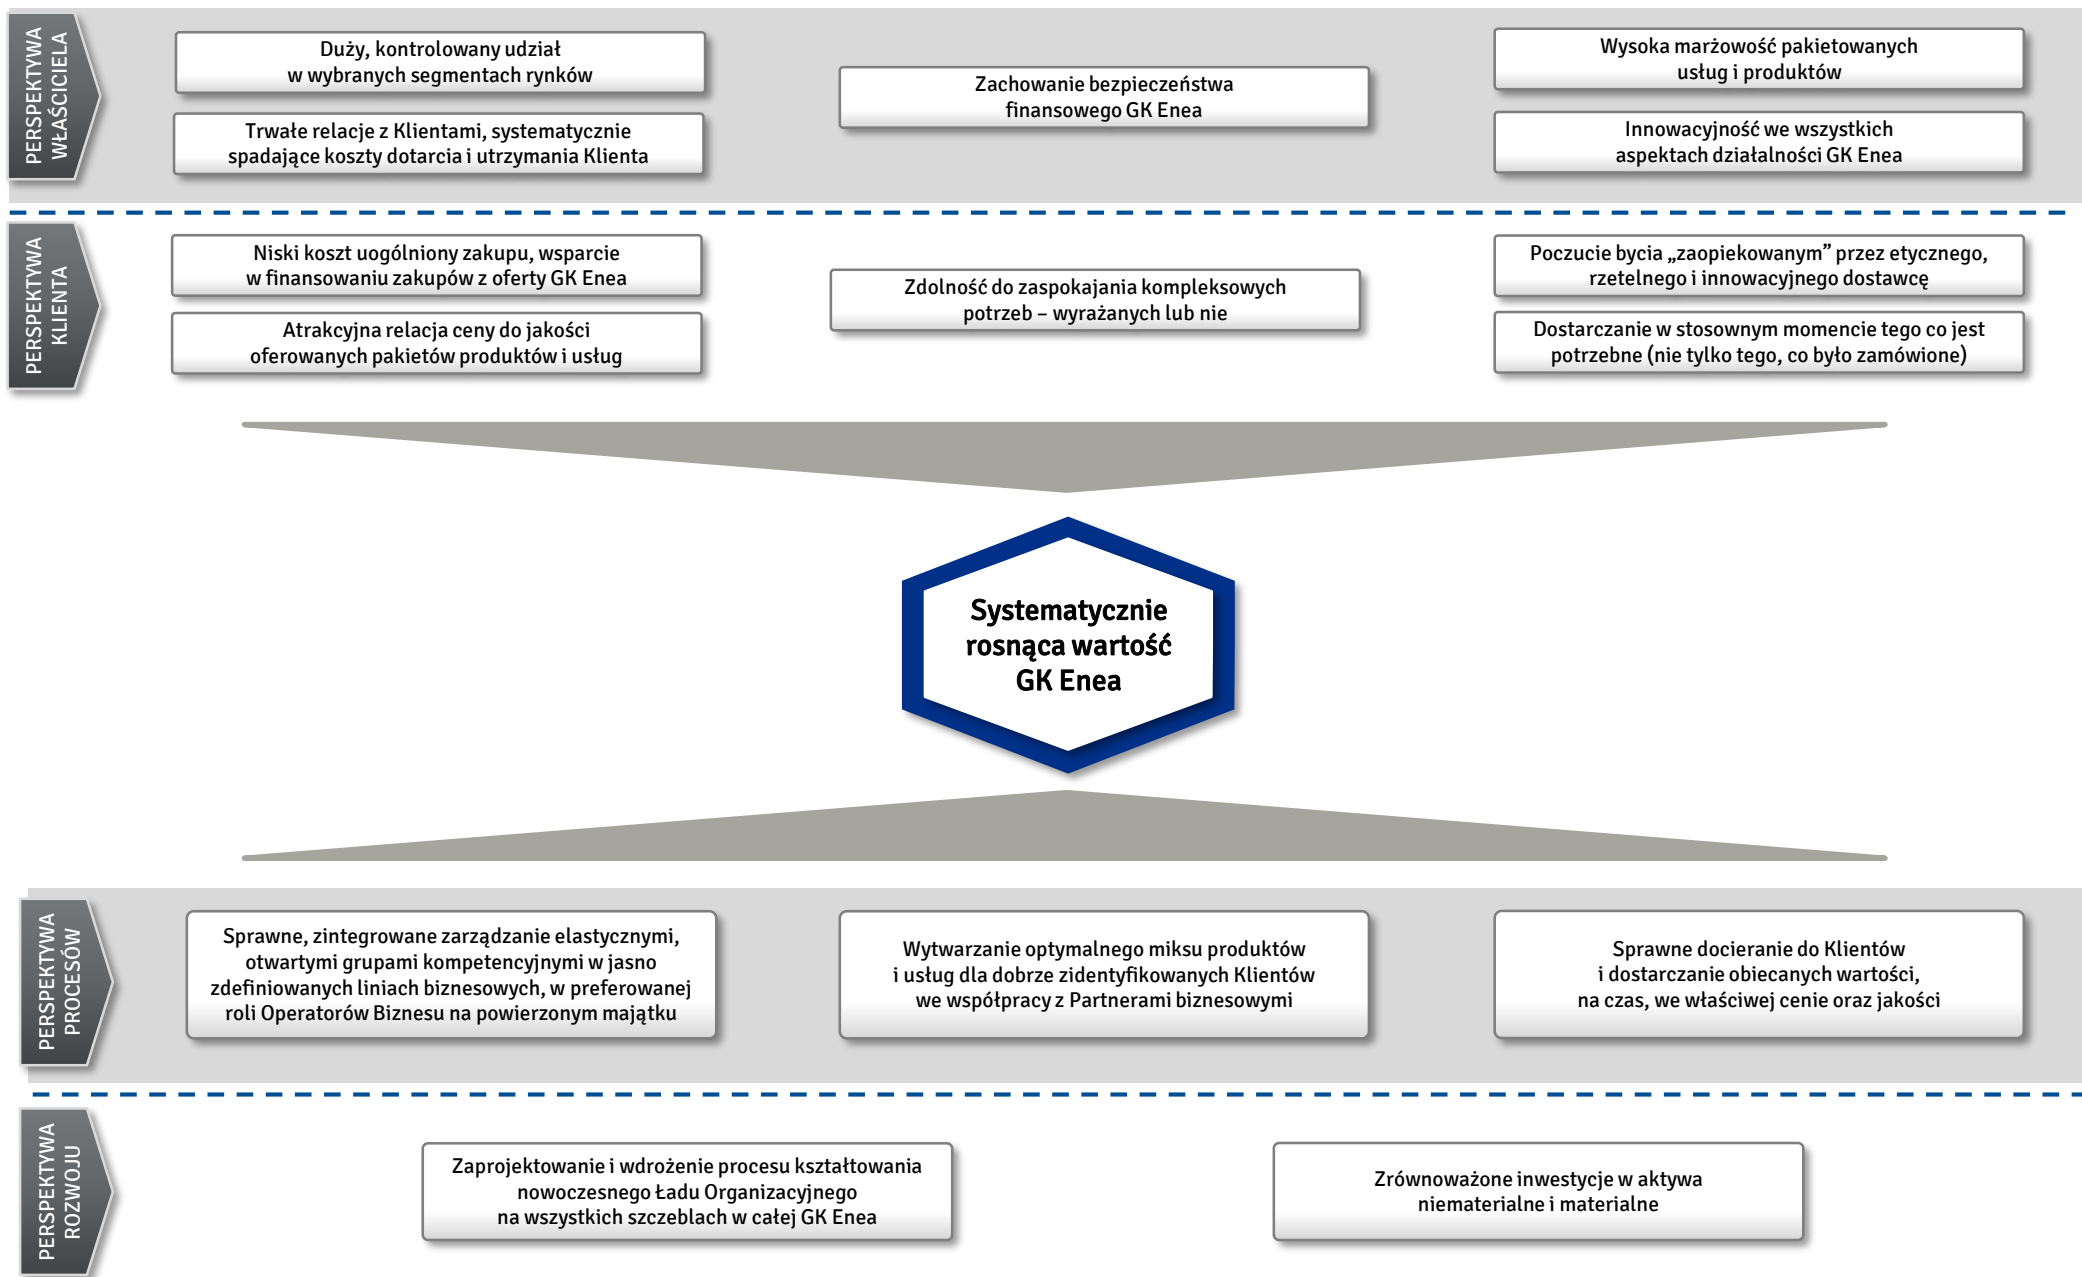 PERSPEKTYWA
WŁAŚCICIELA
Duży, kontrolowany udział
w wybranych segmentach rynków
Trwałe relacje z Klientami, systematycznie
spadające koszty dotarcia i utrzymania Klienta
Zachowanie bezpieczeństwa
finansowego GK Enea
Wysoka marżowość pakietowanych
usług i produktów
Innowacyjność we wszystkich
aspektach działalności GK Enea
PERSPEKTYWA
KLIENTA
Niski koszt uogólniony zakupu, wsparcie
w finansowaniu zakupów z oferty GK Enea
Atrakcyjna relacja ceny do jakości
oferowanych pakietów produktów i usług
Zdolność do zaspokajania kompleksowych
potrzeb – wyrażanych lub nie
Poczucie bycia „zaopiekowanym” przez etycznego,
rzetelnego i innowacyjnego dostawcę
Dostarczanie w stosownym momencie tego co jest
potrzebne (nie tylko tego, co było zamówione)
Systematycznie
rosnąca wartość
GK Enea
PERSPEKTYWA
PROCESÓW
Sprawne, zintegrowane zarządzanie elastycznymi,
otwartymi grupami kompetencyjnymi w jasno
zdefiniowanych liniach biznesowych, w preferowanej
roli Operatorów Biznesu na powierzonym majątku
Wytwarzanie optymalnego miksu produktów
i usług dla dobrze zidentyfikowanych Klientów
we współpracy z Partnerami biznesowymi
Sprawne docieranie do Klientów
i dostarczanie obiecanych wartości,
na czas, we właściwej cenie oraz jakości
PERSPEKTYWA
ROZWOJU
Zaprojektowanie i wdrożenie procesu kształtowania
nowoczesnego Ładu Organizacyjnego
na wszystkich szczeblach w całej GK Enea
Zrównoważone inwestycje w aktywa
niematerialne i materialne